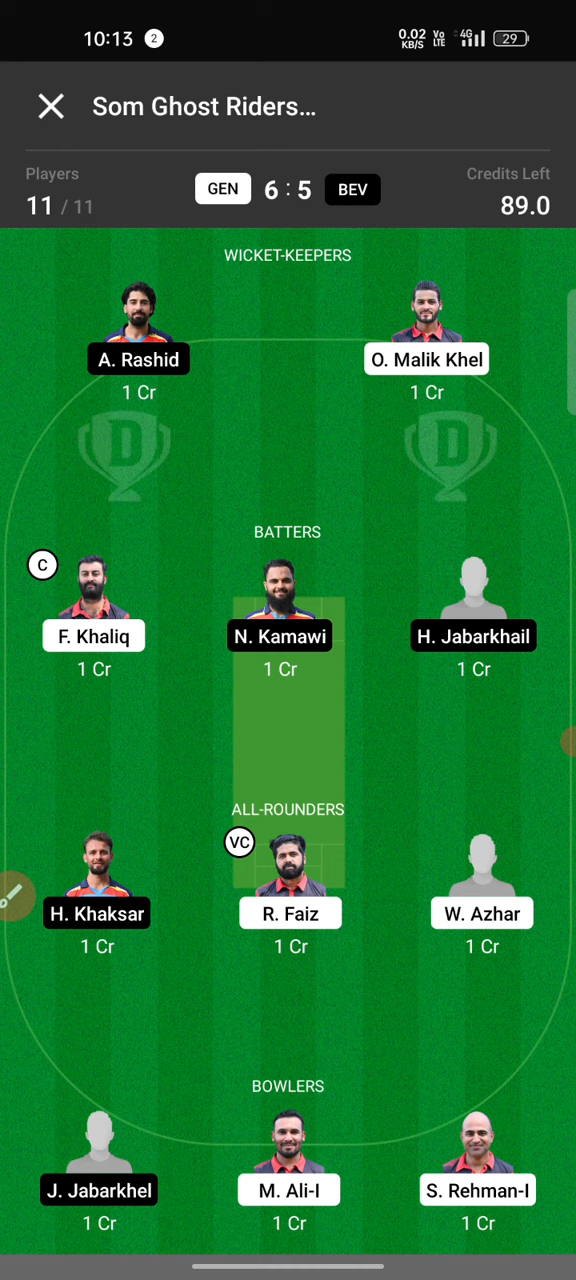 10:13 2 0.02 KB/S Vo LTE 4G 29
Som Ghost Riders…
Players Credits Left
GEN 6 : 5 BEV
11 / 11 89.0
WICKET-KEEPERS
A. Rashid O. Malik Khel
1 Cr 1 Cr
D D
BATTERS
C
F. Khaliq N. Kamawi H. Jabarkhail
1 Cr 1 Cr 1 Cr
ALL-ROUNDERS
VC
H. Khaksar R. Faiz W. Azhar
1 Cr 1 Cr 1 Cr
BOWLERS
J. Jabarkhel M. Ali-I S. Rehman-I
1 Cr 1 Cr 1 Cr